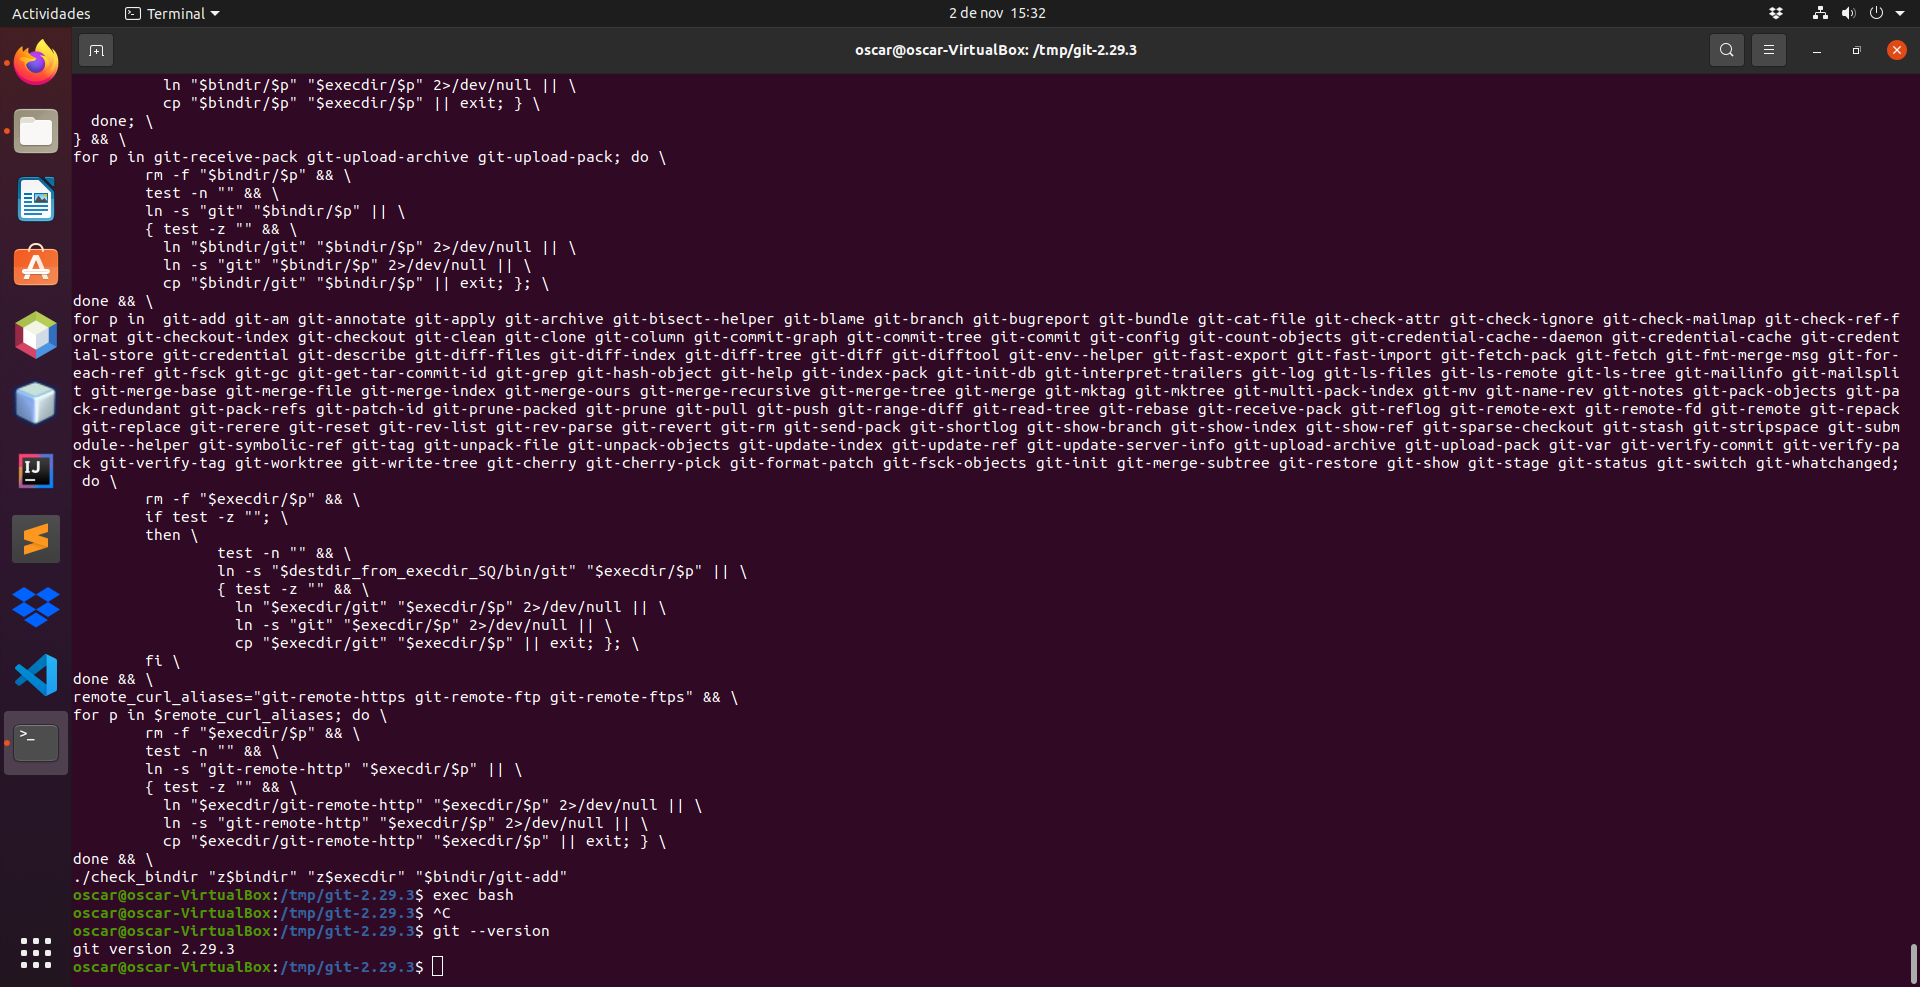 Actividades
Terminal
2 de nov 15:32
oscar@oscar-VirtualBox: /tmp/git-2.29.3
ln "$bindir/$p" "$execdir/$p" 2>/dev/null || \
cp "$bindir/$p" "$execdir/$p" || exit; } \
done; \
} && \
for p in git-receive-pack git-upload-archive git-upload-pack; do \
rm -f "$bindir/$p" && \
test -n "" && \
ln -s "git" "$bindir/$p" || \
{ test -z "" && \
ln "$bindir/git" "$bindir/$p" 2>/dev/null || \
ln -s "git" "$bindir/$p" 2>/dev/null || \
cp "$bindir/git" "$bindir/$p" || exit; }; \
done && \
for p in  git-add git-am git-annotate git-apply git-archive git-bisect--helper git-blame git-branch git-bugreport git-bundle git-cat-file git-check-attr git-check-ignore git-check-mailmap git-check-ref-f
ormat git-checkout-index git-checkout git-clean git-clone git-column git-commit-graph git-commit-tree git-commit git-config git-count-objects git-credential-cache--daemon git-credential-cache git-credent
ial-store git-credential git-describe git-diff-files git-diff-index git-diff-tree git-diff git-difftool git-env--helper git-fast-export git-fast-import git-fetch-pack git-fetch git-fmt-merge-msg git-for-
each-ref git-fsck git-gc git-get-tar-commit-id git-grep git-hash-object git-help git-index-pack git-init-db git-interpret-trailers git-log git-ls-files git-ls-remote git-ls-tree git-mailinfo git-mailspli
t git-merge-base git-merge-file git-merge-index git-merge-ours git-merge-recursive git-merge-tree git-merge git-mktag git-mktree git-multi-pack-index git-mv git-name-rev git-notes git-pack-objects git-pa
ck-redundant git-pack-refs git-patch-id git-prune-packed git-prune git-pull git-push git-range-diff git-read-tree git-rebase git-receive-pack git-reflog git-remote-ext git-remote-fd git-remote git-repack
git-replace git-rerere git-reset git-rev-list git-rev-parse git-revert git-rm git-send-pack git-shortlog git-show-branch git-show-index git-show-ref git-sparse-checkout git-stash git-stripspace git-subm
odule--helper git-symbolic-ref git-tag git-unpack-file git-unpack-objects git-update-index git-update-ref git-update-server-info git-upload-archive git-upload-pack git-var git-verify-commit git-verify-pa
ck git-verify-tag git-worktree git-write-tree git-cherry git-cherry-pick git-format-patch git-fsck-objects git-init git-merge-subtree git-restore git-show git-stage git-status git-switch git-whatchanged;
do \
rm -f "$execdir/$p" && \
if test -z ""; \
then \
test -n "" && \
ln -s "$destdir_from_execdir_SQ/bin/git" "$execdir/$p" || \
{ test -z "" && \
ln "$execdir/git" "$execdir/$p" 2>/dev/null || \
ln -s "git" "$execdir/$p" 2>/dev/null || \
cp "$execdir/git" "$execdir/$p" || exit; }; \
fi \
done && \
remote_curl_aliases="git-remote-https git-remote-ftp git-remote-ftps" && \
for p in $remote_curl_aliases; do \
rm -f "$execdir/$p" && \
test -n "" && \
ln -s "git-remote-http" "$execdir/$p" || \
{ test -z "" && \
ln "$execdir/git-remote-http" "$execdir/$p" 2>/dev/null || \
ln -s "git-remote-http" "$execdir/$p" 2>/dev/null || \
cp "$execdir/git-remote-http" "$execdir/$p" || exit; } \
done && \
./check_bindir "z$bindir" "z$execdir" "$bindir/git-add"
oscar@oscar-VirtualBox:/tmp/git-2.29.3$ exec bash
oscar@oscar-VirtualBox:/tmp/git-2.29.3$ ^C
oscar@oscar-VirtualBox:/tmp/git-2.29.3$ git --version
git version 2.29.3
oscar@oscar-VirtualBox:/tmp/git-2.29.3$